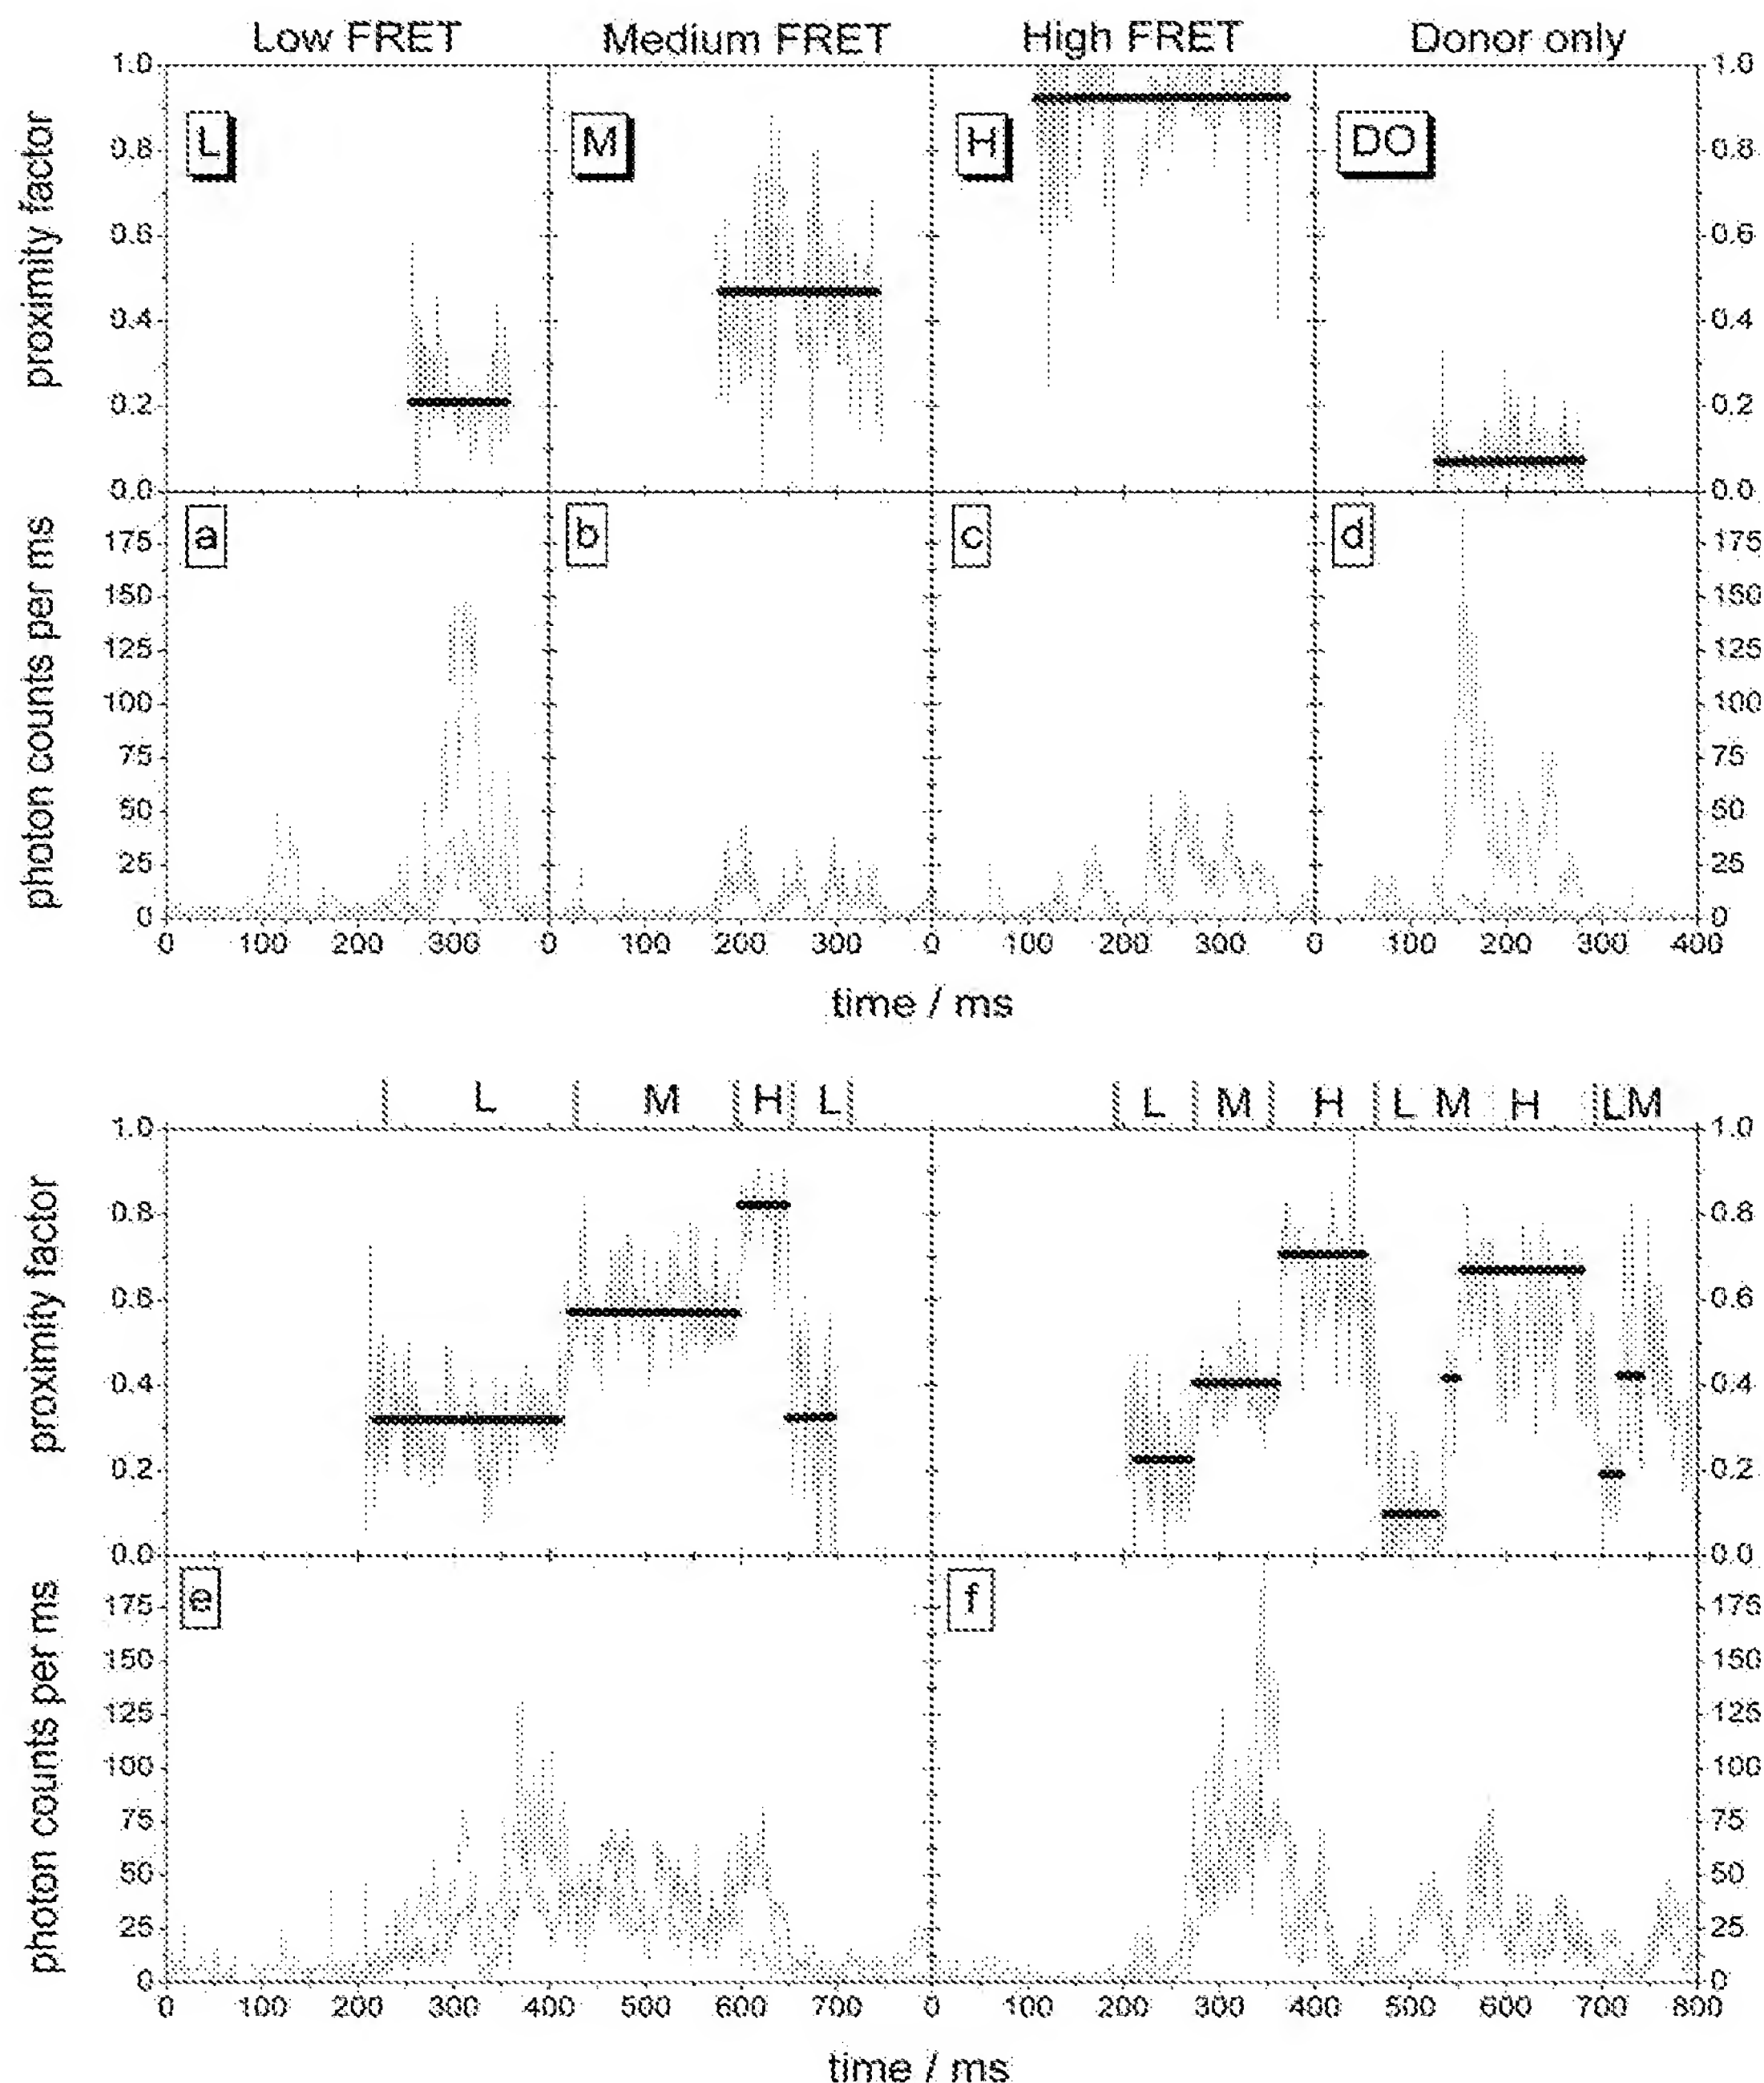 Low FRET Medium FRET High FRET Donor only
1.0 1.0
L M H DO
0.8 0.8
0.6 0.6
proximity factor
0.4 0.4
0.2 0.2
0.0 0.0
a b c d
175 175
150 150
125 125
photon counts per ms
100 100
75 75
50 50
25 25
0 0
0 100 200 300 0 100 200 300 0 100 200 300 0 100 200 300 400
time / ms
L M H L L M H L M H L M
1.0 1.0
0.8 0.8
0.6 0.6
proximity factor
0.4 0.4
0.2 0.2
0.0 0.0
e f
175 175
150 150
125 125
photon counts per ms
100 100
75 75
50 50
25 25
0 0
0 100 200 300 400 500 600 700 0 100 200 300 400 500 600 700 800
time / ms